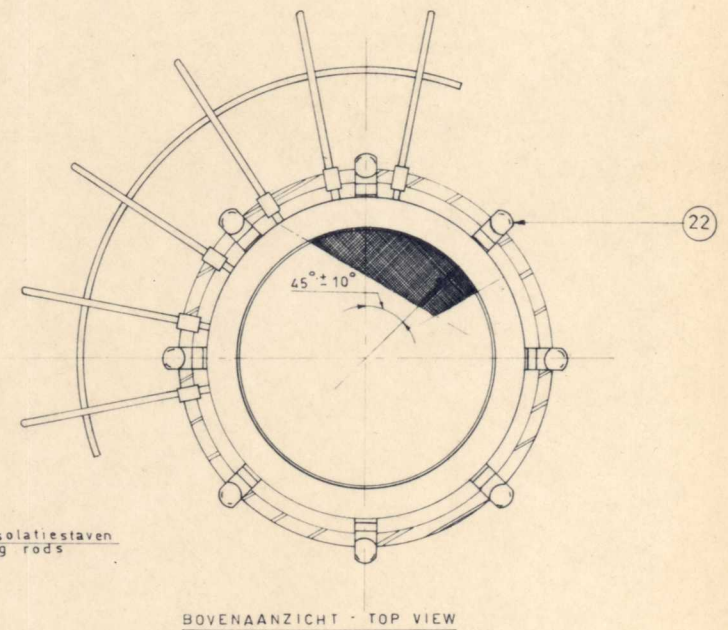 22
45° ± 10°
solatiestaven
g rods
BOVENAANZICHT - TOP VIEW